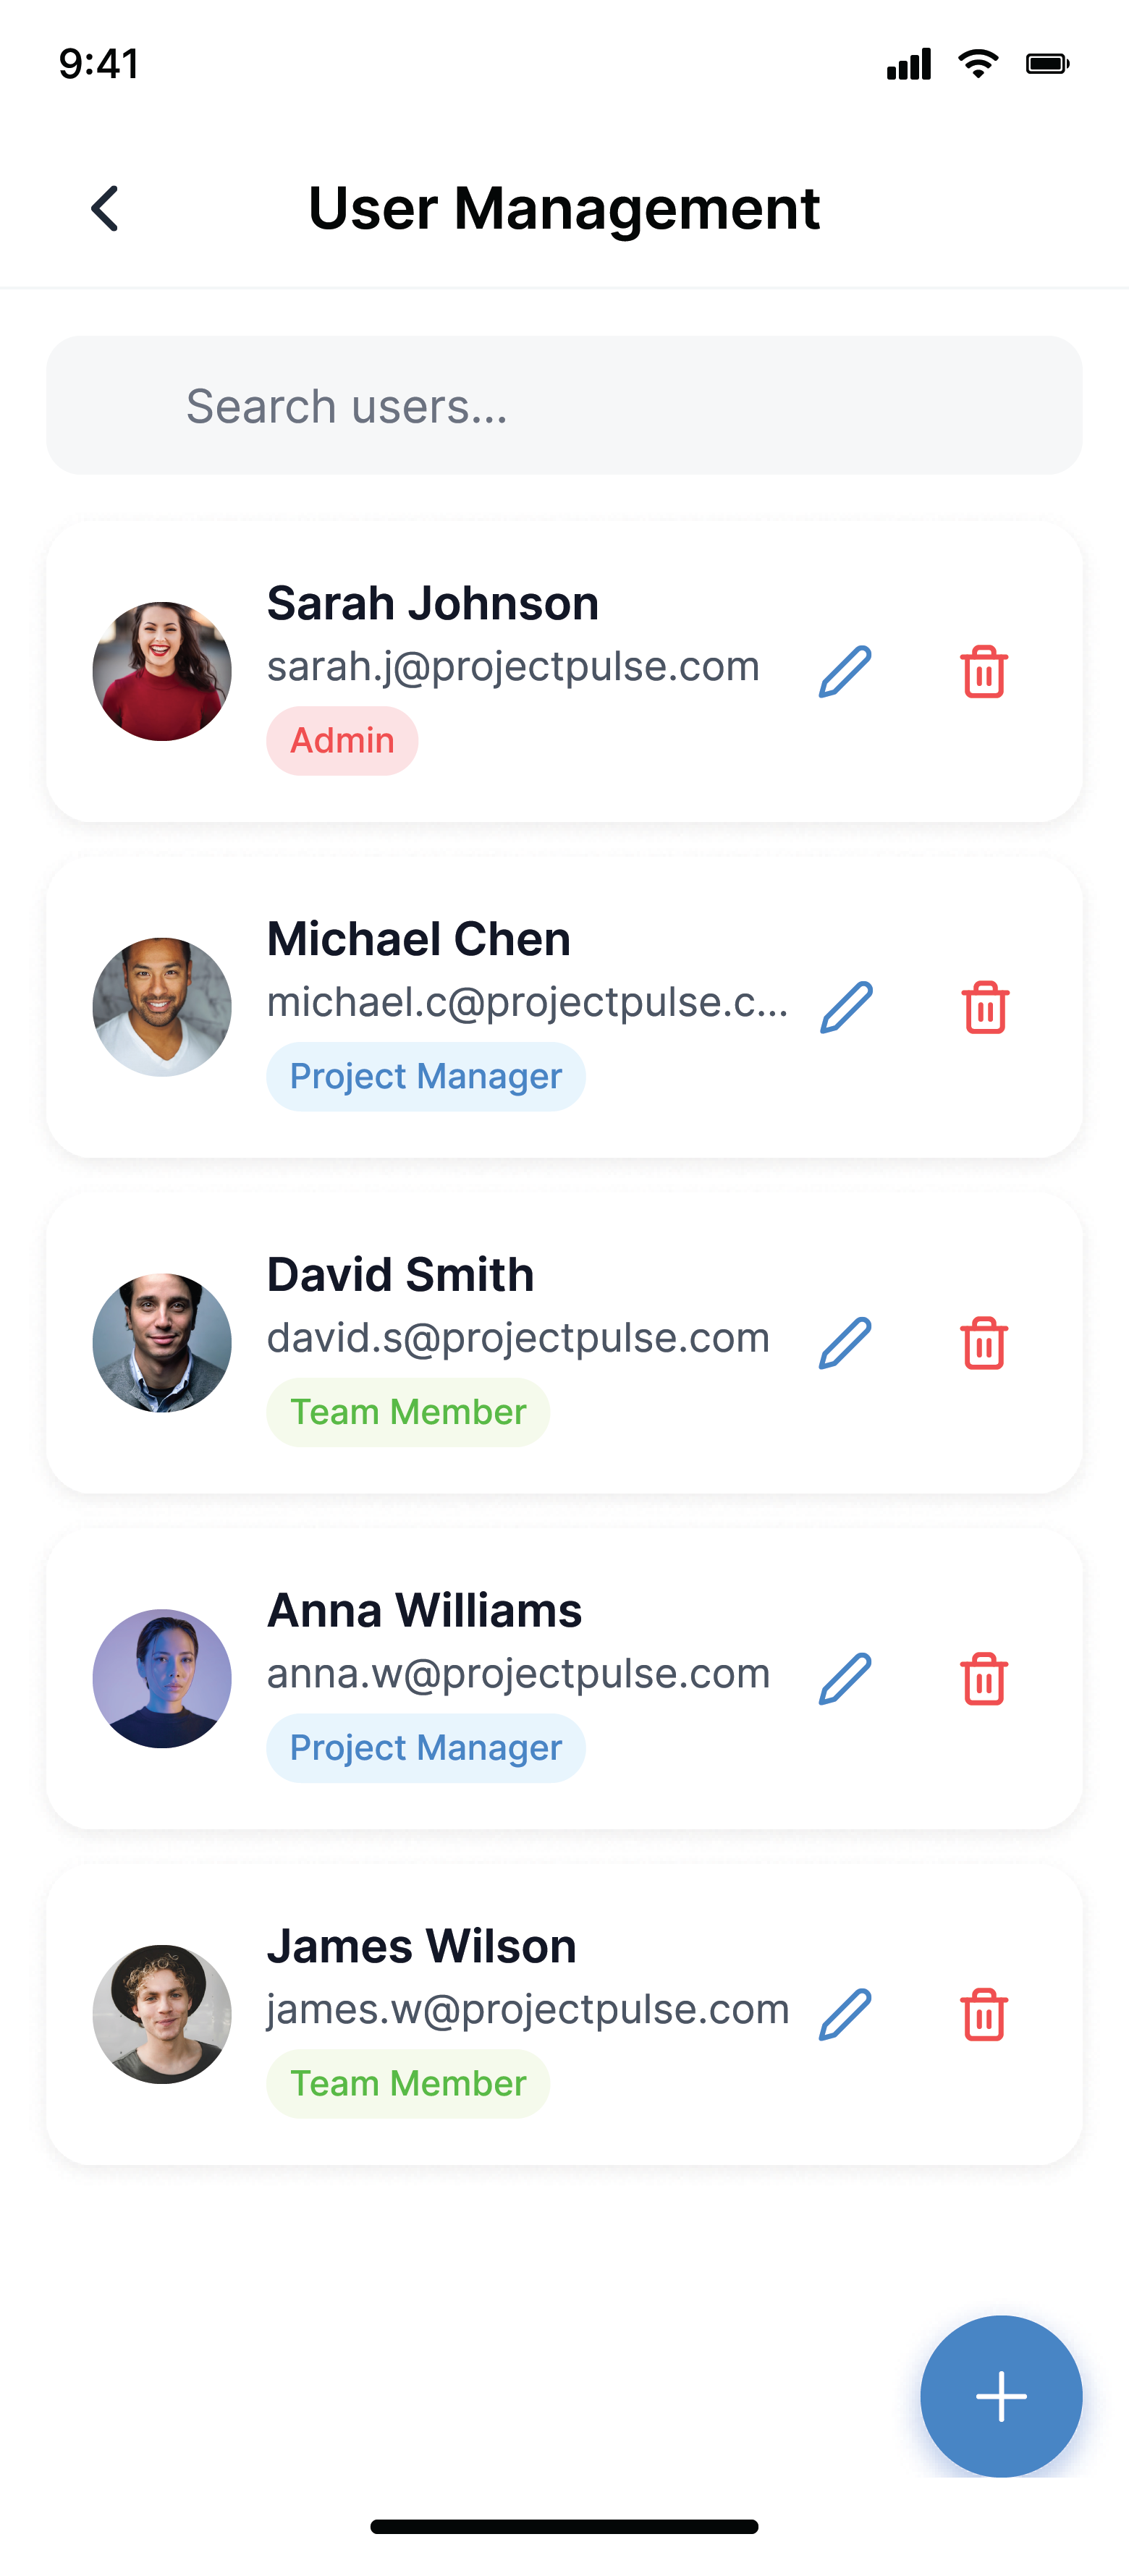 9:41
User Management
Search users...
Sarah Johnson
sarah.j@projectpulse.com
Admin
Michael Chen
michael.c@projectpulse.c...
Project Manager
David Smith
david.s@projectpulse.com
Team Member
Anna Williams
anna.w@projectpulse.com
Project Manager
James Wilson
james.w@projectpulse.com
Team Member